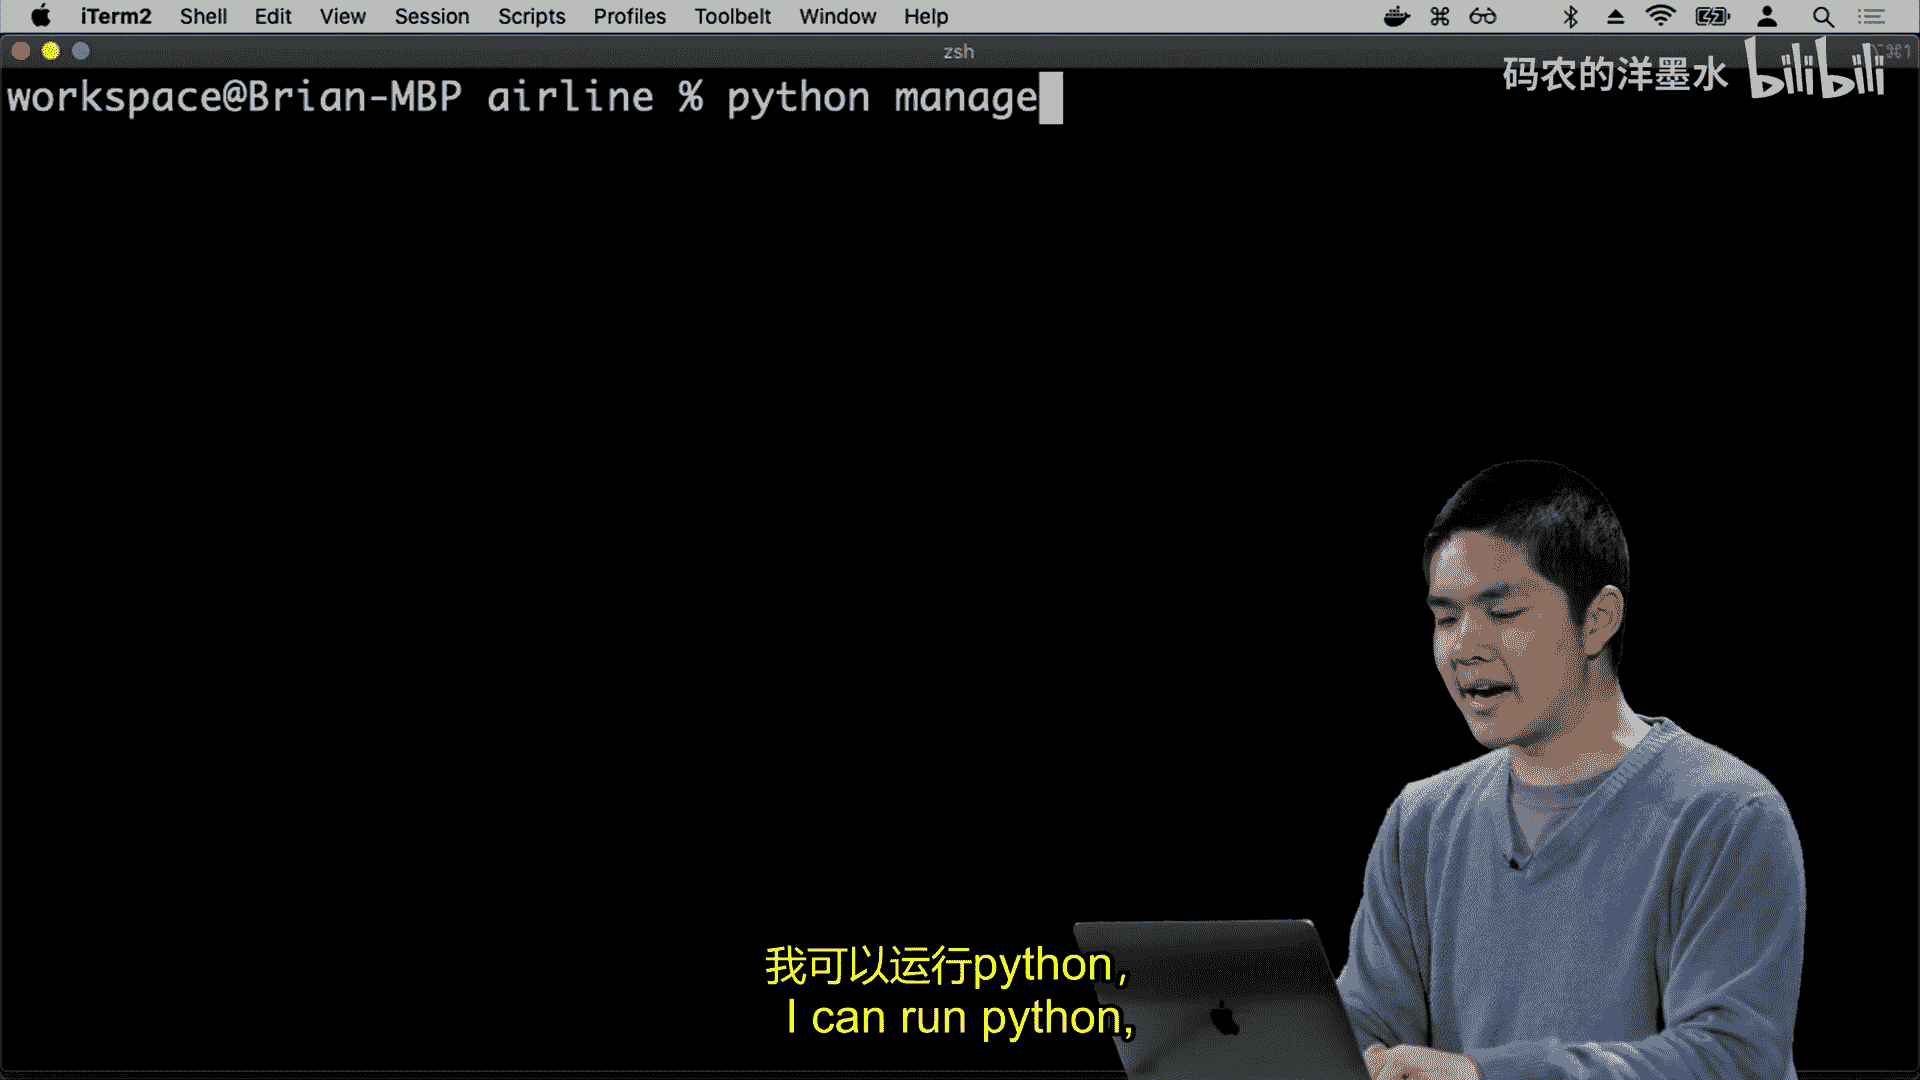 iTerm2 Shell Edit View Session Scripts Profiles Toolbelt Window Help
zsh
⌘1
码农的洋墨水 bilibili
workspace@Brian-MBP airline % python manage
我可以运行python,
I can run python,